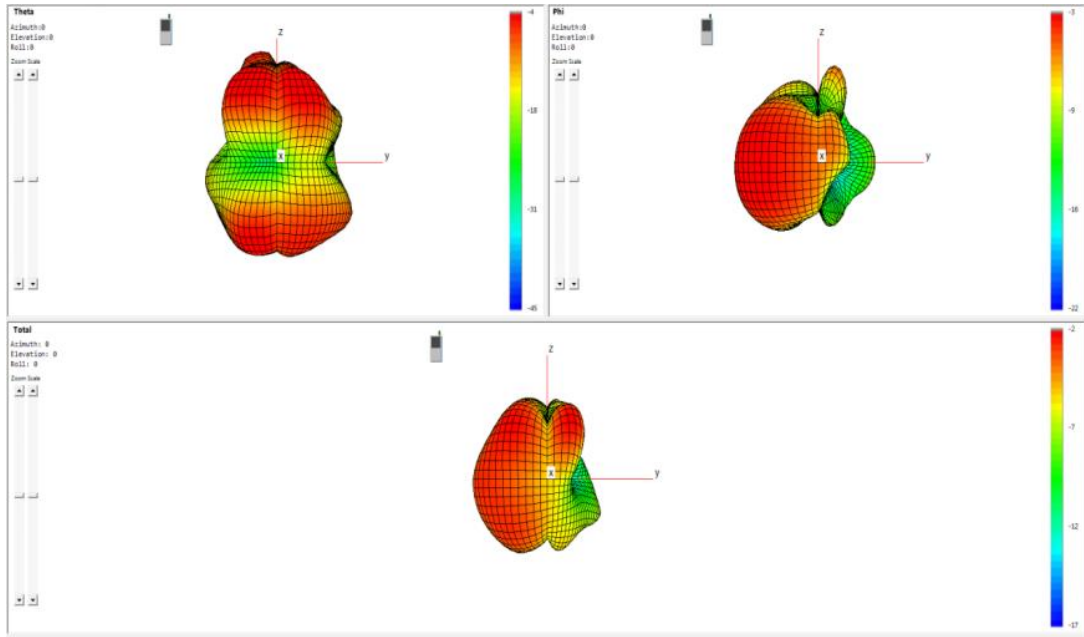 Theta
Azimuth:0
Elevation:0
Roll:0
Zoom Scale
z
x
y
-4
-18
-31
-45
Phi
Azimuth:0
Elevation:0
Roll:0
Zoom Scale
z
x
y
-3
-9
-16
-22
Total
Azimuth: 0
Elevation: 0
Roll: 0
Zoom Scale
z
x
y
-2
-7
-12
-17